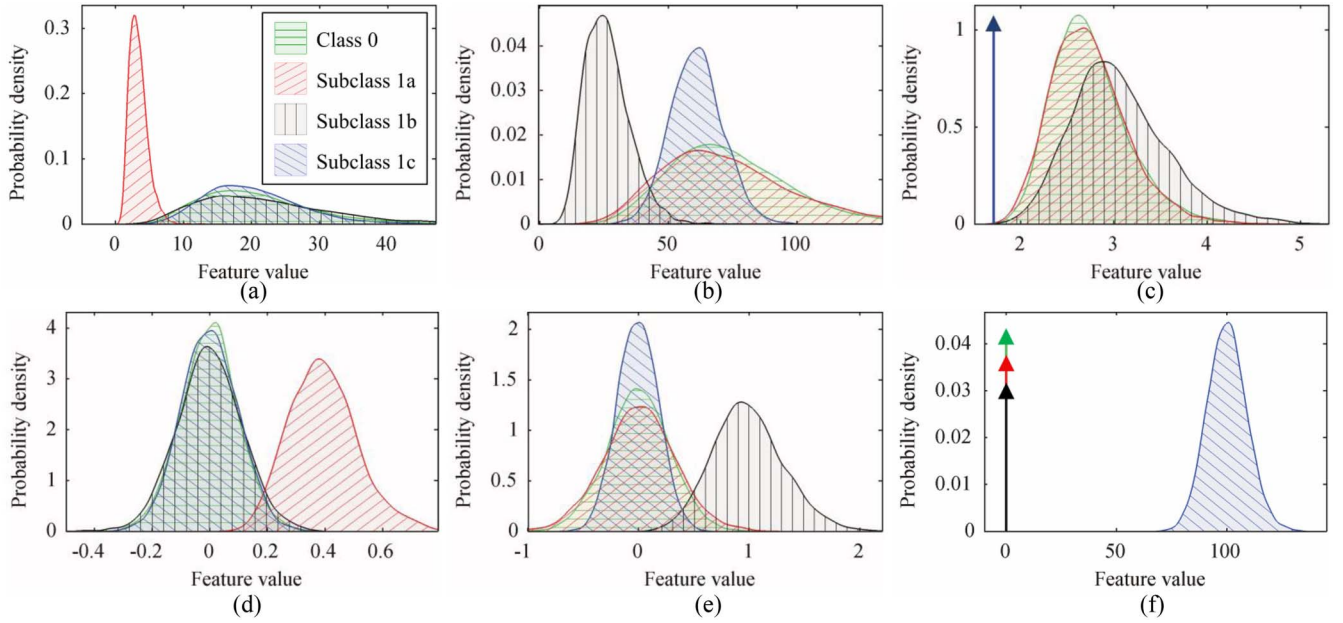 0.3
0.2
0.1
0
Probability density
Class 0
Subclass 1a
Subclass 1b
Subclass 1c
0 10 20 30 40
Feature value
(a)
0.04
0.03
0.02
0.01
0
Probability density
0 50 100
Feature value
(b)
1
0.5
0
Probability density
2 3 4 5
Feature value
(c)
4
3
2
1
0
Probability density
-0.4 -0.2 0 0.2 0.4 0.6
Feature value
(d)
2
1.5
1
0.5
0
Probability density
-1 0 1 2
Feature value
(e)
0.04
0.03
0.02
0.01
0
Probability density
0 50 100
Feature value
(f)